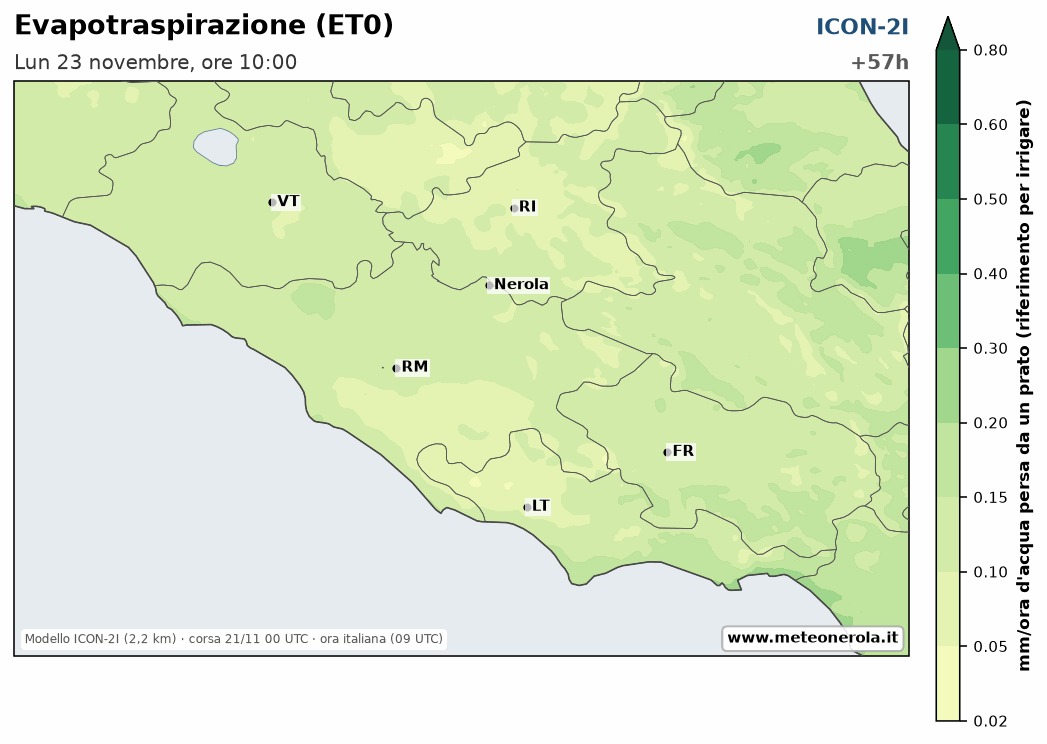 Evapotraspirazione (ET0)
ICON-2I
Lun 23 novembre, ore 10:00
+57h
VT
RI
Nerola
RM
FR
LT
Modello ICON-2I (2,2 km) · corsa 21/11 00 UTC · ora italiana (09 UTC)
www.meteonerola.it
0.80
0.60
0.50
0.40
0.30
0.20
0.15
0.10
0.05
0.02
mm/ora d'acqua persa da un prato (riferimento per irrigare)